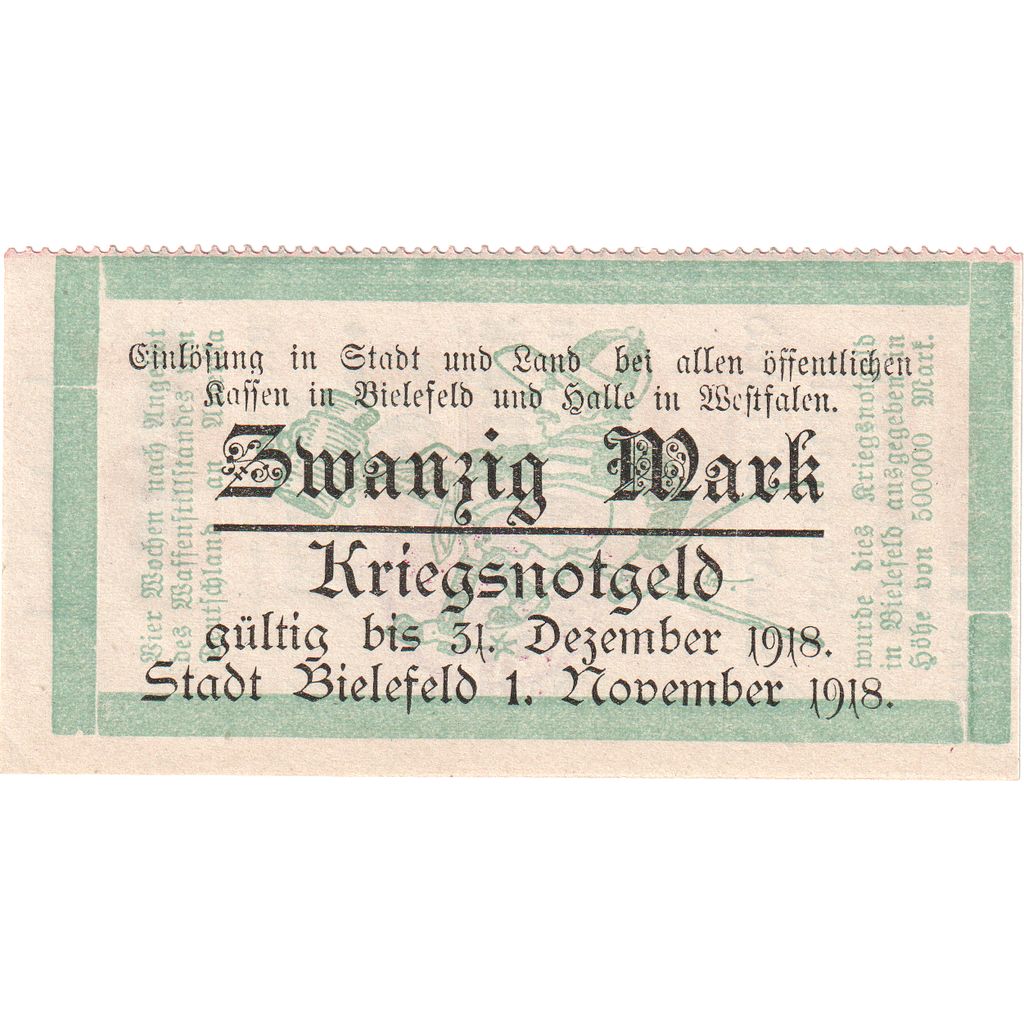 Einlösung in Stadt und Land bei allen öffentlichen
Kassen in Bielefeld und Halle in Westfalen.
Zwanzig Mark
Kriegsnotgeld
gültig bis 31. Dezember 1918.
Stadt Bielefeld 1. November 1918.
Vier Wochen nach
des Waffenstillstandes
an
wurde dies Kriegsnotgeld
in Bielefeld ausgegeben in
Höhe von 500000 Mark.